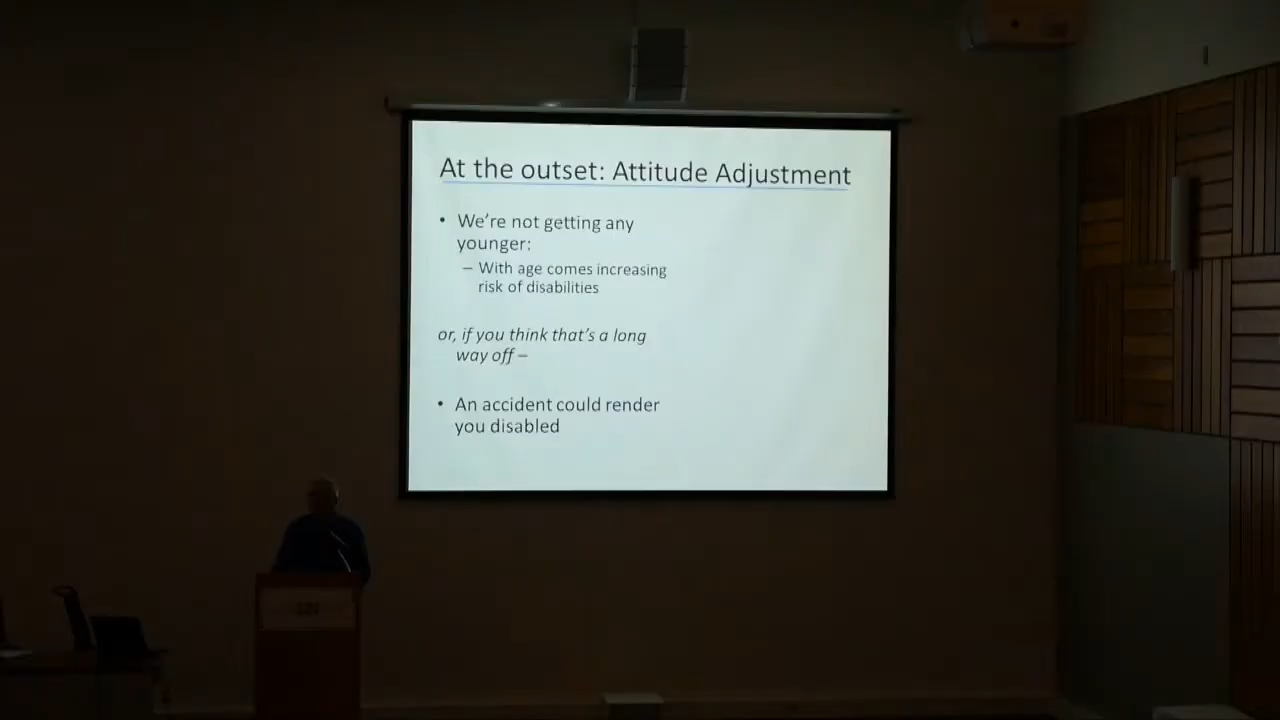 At the outset: Attitude Adjustment
• We're not getting any
younger:
– With age comes increasing
risk of disabilities
or, if you think that's a long
way off –
• An accident could render
you disabled